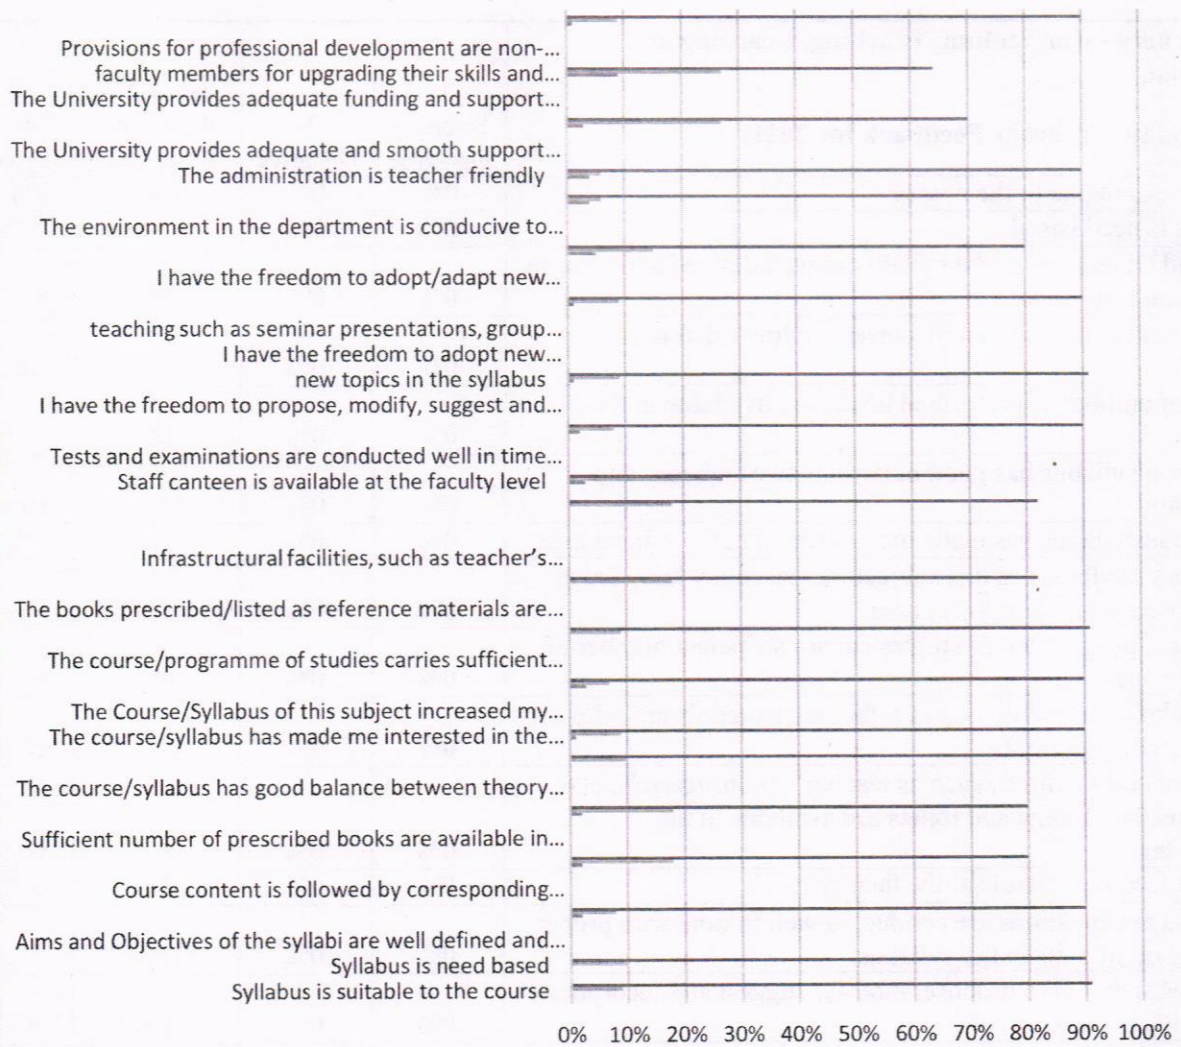 Provisions for professional development are non-...
faculty members for upgrading their skills and...
The University provides adequate funding and support...
The University provides adequate and smooth support...
The administration is teacher friendly
The environment in the department is conducive to...
I have the freedom to adopt/adapt new...
teaching such as seminar presentations, group...
I have the freedom to adopt new...
new topics in the syllabus
I have the freedom to propose, modify, suggest and...
Tests and examinations are conducted well in time...
Staff canteen is available at the faculty level
Infrastructural facilities, such as teacher's...
The books prescribed/listed as reference materials are...
The course/programme of studies carries sufficient...
The Course/Syllabus of this subject increased my...
The course/syllabus has made me interested in the...
The course/syllabus has good balance between theory...
Sufficient number of prescribed books are available in...
Course content is followed by corresponding...
Aims and Objectives of the syllabi are well defined and...
Syllabus is need based
Syllabus is suitable to the course
0% 10% 20% 30% 40% 50% 60% 70% 80% 90% 100%